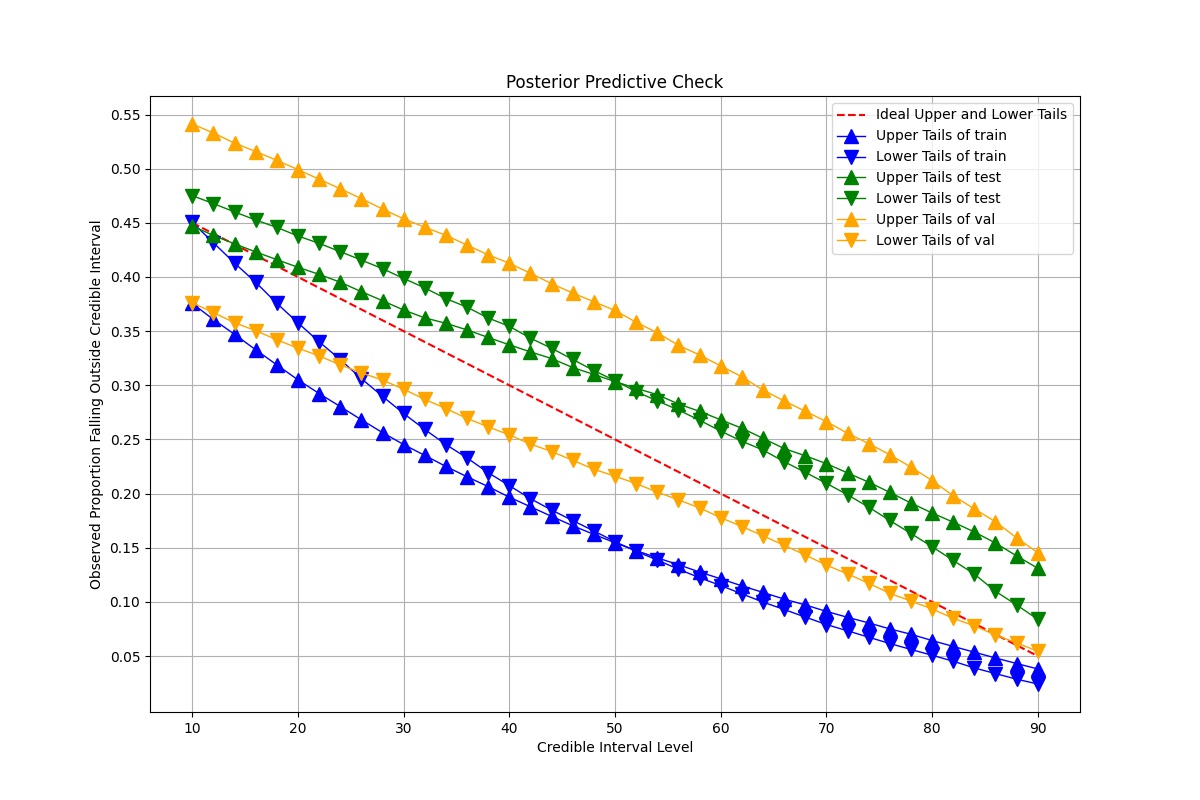 Posterior Predictive Check
Observed Proportion Falling Outside Credible Interval
0.55
0.50
0.45
0.40
0.35
0.30
0.25
0.20
0.15
0.10
0.05
Ideal Upper and Lower Tails
Upper Tails of train
Lower Tails of train
Upper Tails of test
Lower Tails of test
Upper Tails of val
Lower Tails of val
10 20 30 40 50 60 70 80 90
Credible Interval Level